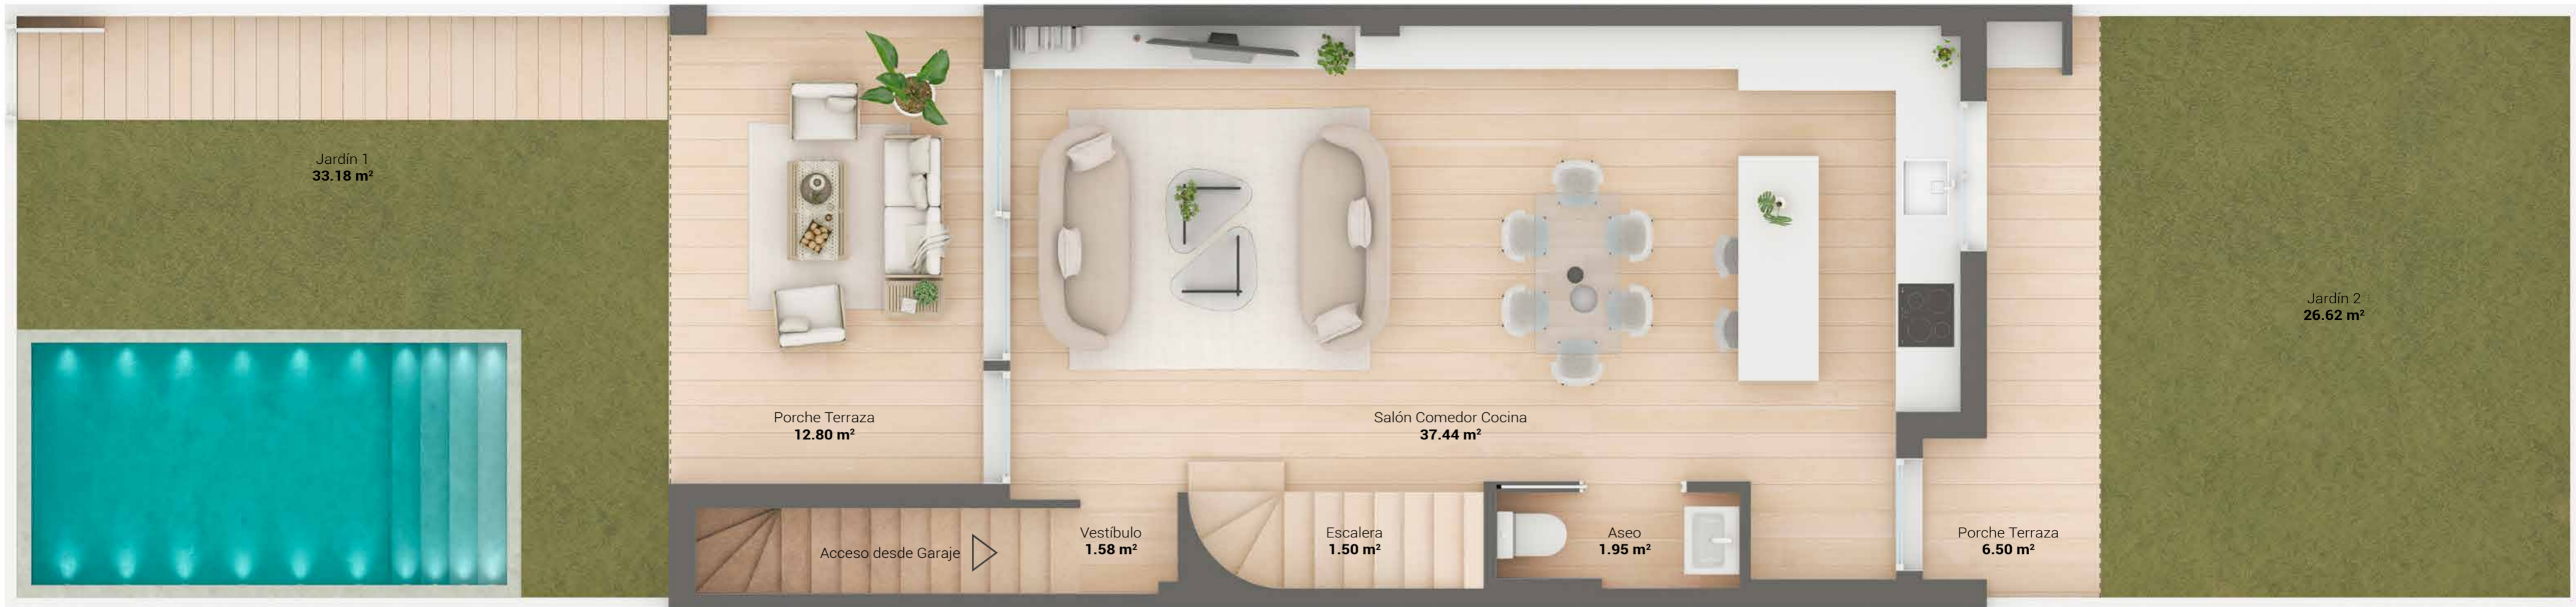 Jardín 1
33.18 m²
Porche Terraza
12.80 m²
Salón Comedor Cocina
37.44 m²
Jardín 2
26.62 m²
Acceso desde Garaje
Vestíbulo
1.58 m²
Escalera
1.50 m²
Aseo
1.95 m²
Porche Terraza
6.50 m²